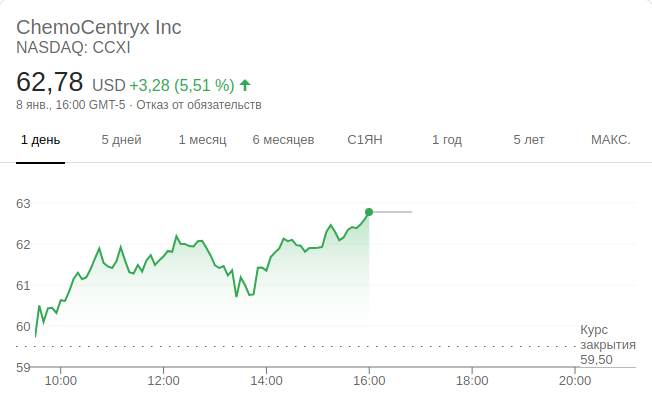 ChemoCentryx Inc
NASDAQ: CCXI
62,78 USD +3,28 (5,51 %) ↑
8 янв., 16:00 GMT-5 · Отказ от обязательств
1 день 5 дней 1 месяц 6 месяцев С1ЯН 1 год 5 лет МАКС.
63
62
61
60
Курс
закрытия
59,50
59
10:00 12:00 14:00 16:00 18:00 20:00